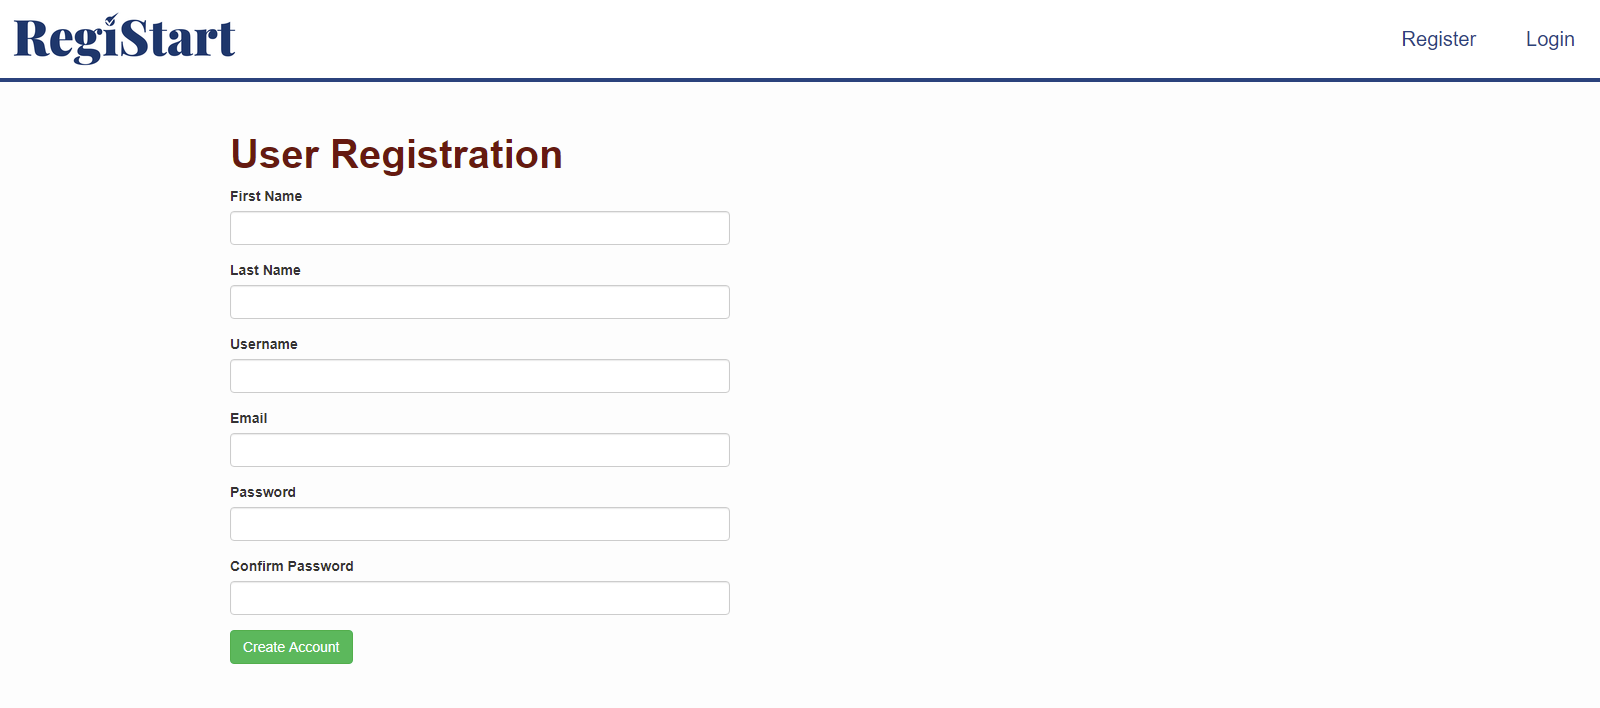 RegiStart
Register Login
User Registration
First Name
Last Name
Username
Email
Password
Confirm Password
Create Account